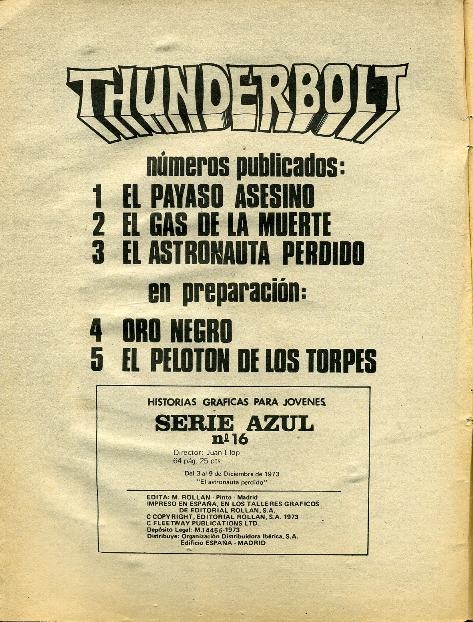 THUNDERBOLT
números publicados:
1 EL PAYASO ASESINO
2 EL GAS DE LA MUERTE
3 EL ASTRONAUTA PERDIDO
en preparación:
4 ORO NEGRO
5 EL PELOTON DE LOS TORPES
HISTORIAS GRAFICAS PARA JOVENES
SERIE AZUL
nº 16
Director: Juan Llop
64 pág. 25 pts.
Del 3 al 9 de Diciembre de 1973
"El astronauta perdido"
EDITA: M. ROLLAN - Pinto - Madrid
IMPRESO EN ESPAÑA, EN LOS TALLERES GRAFICOS
DE EDITORIAL ROLLAN, S.A.
C COPYRIGHT, EDITORIAL ROLLAN, S.A. 1973
C FLEETWAY PUBLICATIONS LTD.
Depósito Legal: M.14456-1973
Distribuye: Organización Distribuidora Ibérica, S.A.
Edificio ESPAÑA - MADRID